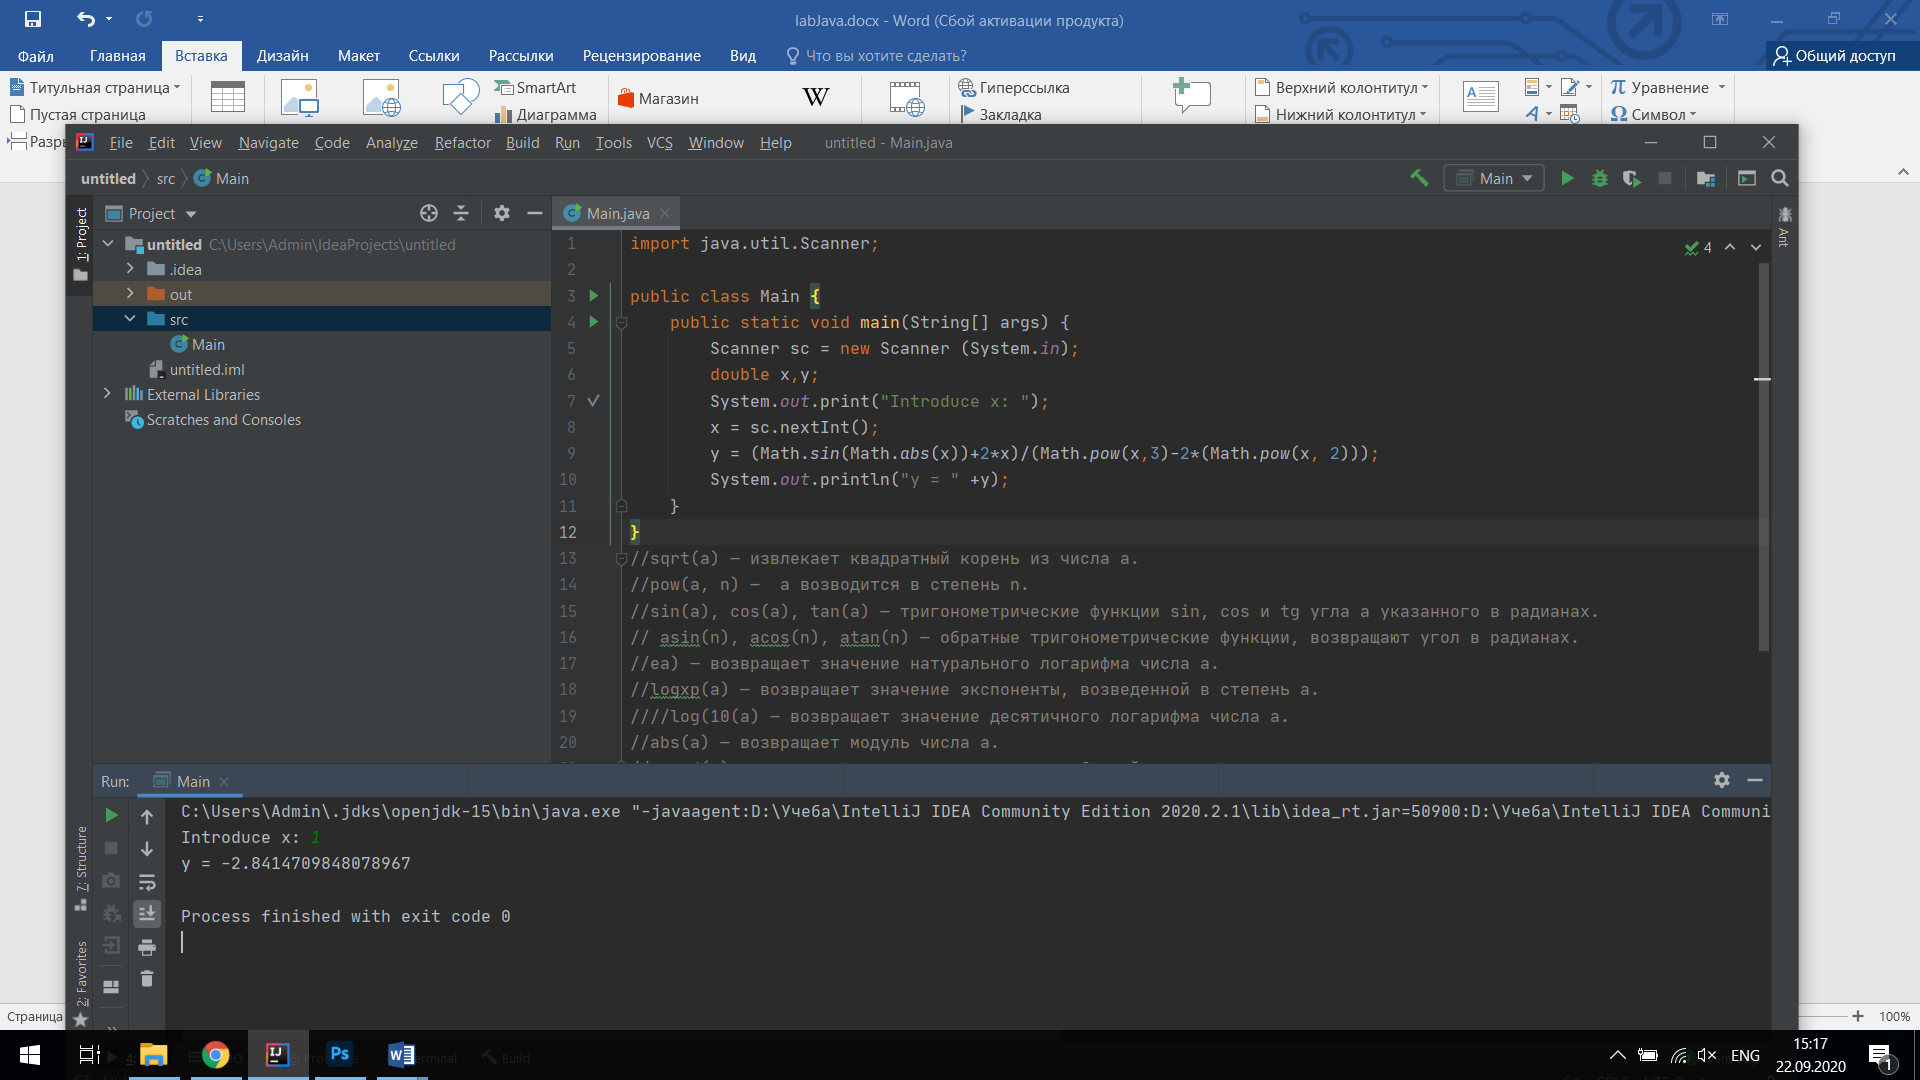 labJava.docx - Word (Сбой активации продукта)
Файл Главная Вставка Дизайн Макет Ссылки Рассылки Рецензирование Вид Что вы хотите сделать? Общий доступ
Титульная страница SmartArt Магазин W Гиперссылка Верхний колонтитул Уравнение
Пустая страница Диаграмма Закладка Нижний колонтитул Символ
Разры
File Edit View Navigate Code Analyze Refactor Build Run Tools VCS Window Help untitled - Main.java
untitled src Main Main
1: Project
Project
untitled C:\Users\Admin\IdeaProjects\untitled
.idea
out
src
Main
untitled.iml
External Libraries
Scratches and Consoles
Main.java
4
Ant
1 import java.util.Scanner;
2
3 public class Main {
4 public static void main(String[] args) {
5 Scanner sc = new Scanner (System.in);
6 double x,y;
7 System.out.print("Introduce x: ");
8 x = sc.nextInt();
9 y = (Math.sin(Math.abs(x))+2*x)/(Math.pow(x,3)-2*(Math.pow(x, 2)));
10 System.out.println("y = " +y);
11 }
12 }
13 //sqrt(a) – извлекает квадратный корень из числа a.
14 //pow(a, n) –  a возводится в степень n.
15 //sin(a), cos(a), tan(a) – тригонометрические функции sin, cos и tg угла a указанного в радианах.
16 // asin(n), acos(n), atan(n) – обратные тригонометрические функции, возвращают угол в радианах.
17 //ea) – возвращает значение натурального логарифма числа a.
18 //logxp(a) – возвращает значение экспоненты, возведенной в степень a.
19 ////log(10(a) – возвращает значение десятичного логарифма числа a.
20 //abs(a) – возвращает модуль числа a.
Run: Main
C:\Users\Admin\.jdks\openjdk-15\bin\java.exe "-javaagent:D:\Учеба\IntelliJ IDEA Community Edition 2020.2.1\lib\idea_rt.jar=50900:D:\Учеба\IntelliJ IDEA Communi
Introduce x: 1
y = -2.8414709848078967
Process finished with exit code 0
7: Structure
2: Favorites
Страница
100%
Build
ENG
15:17
22.09.2020
1